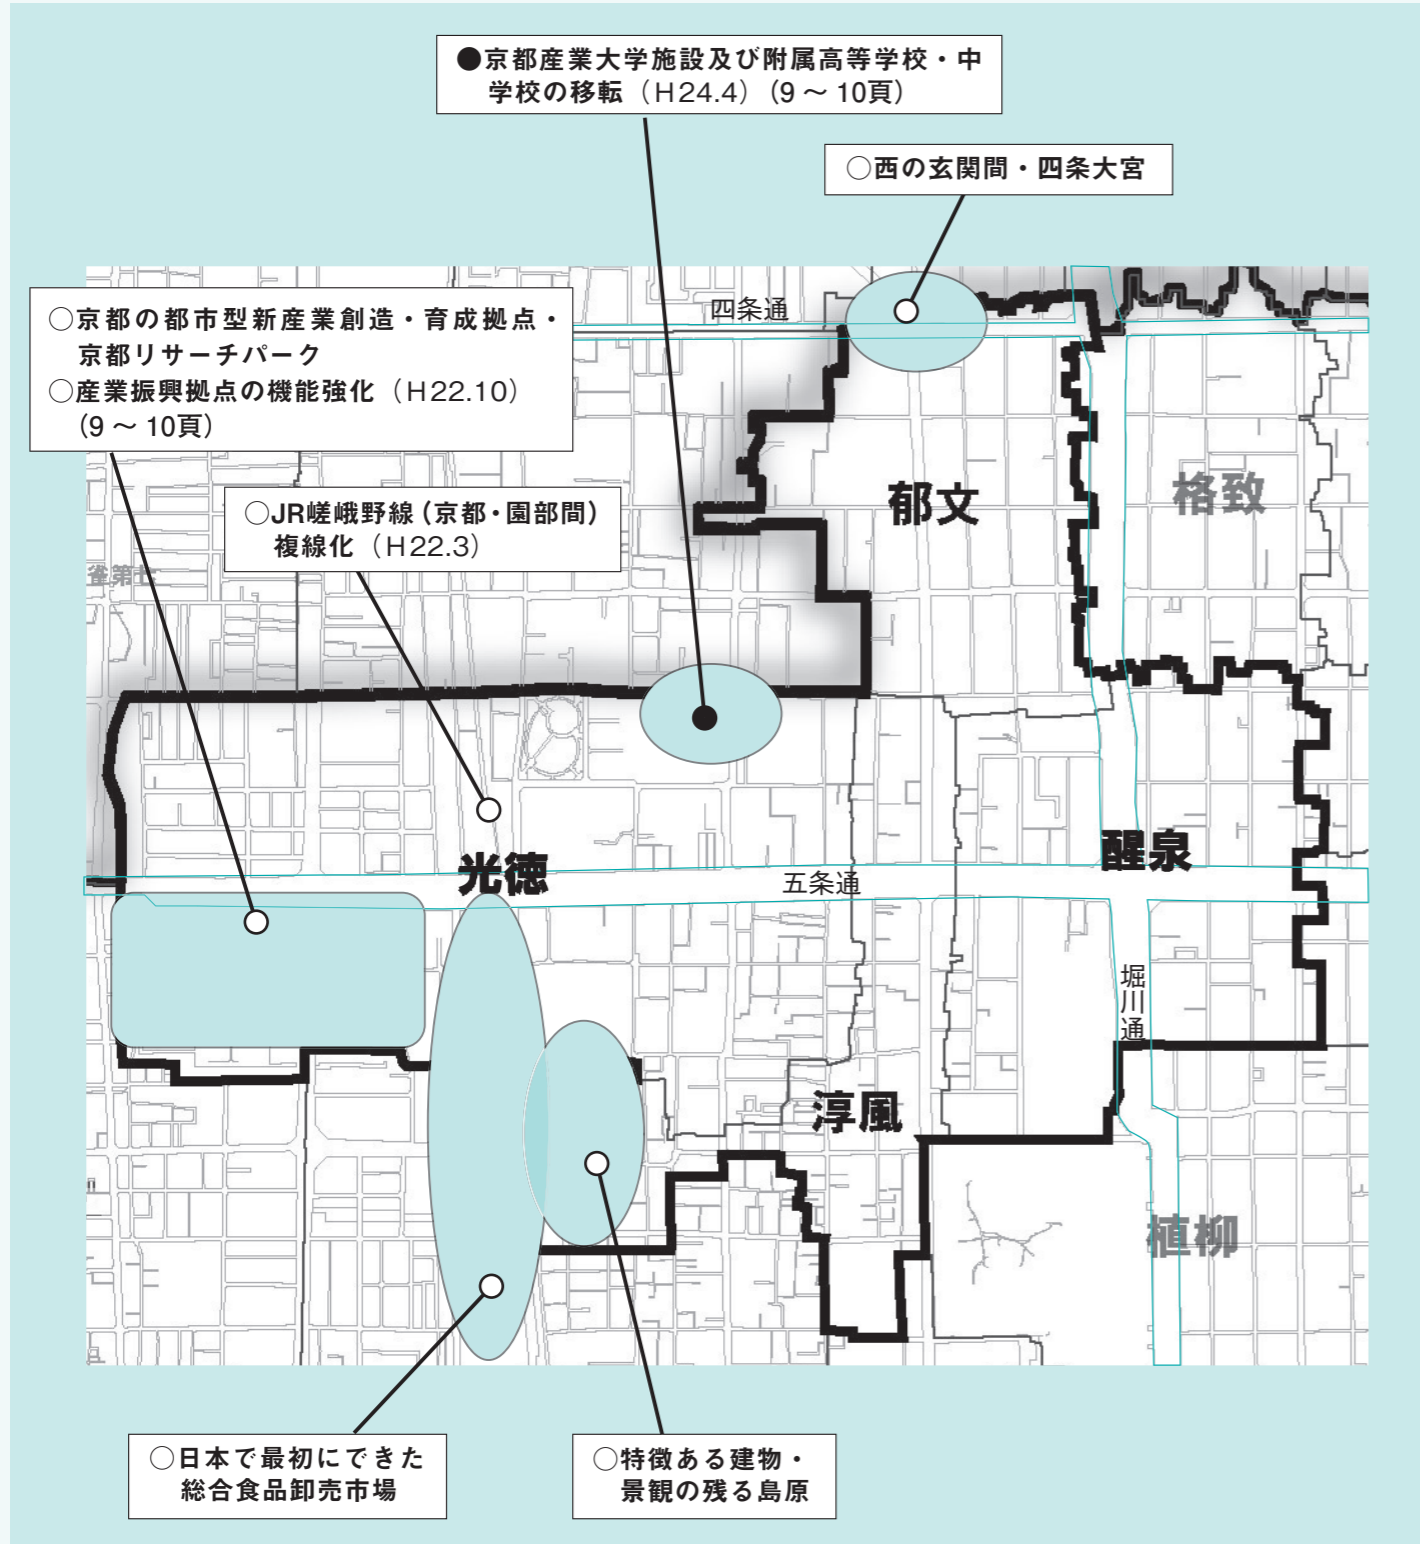 ●京都産業大学施設及び附属高等学校・中
学校の移転（H24.4）(9～10頁）
○西の玄関間・四条大宮
○京都の都市型新産業創造・育成拠点・
京都リサーチパーク
○産業振興拠点の機能強化（H22.10）
(9～10頁）
四条通
○JR嵯峨野線（京都・園部間）
複線化（H22.3）
郁文
格致
雀第七
光徳
五条通
醒泉
堀川通
淳風
植柳
○日本で最初にできた
総合食品卸売市場
○特徴ある建物・
景観の残る島原